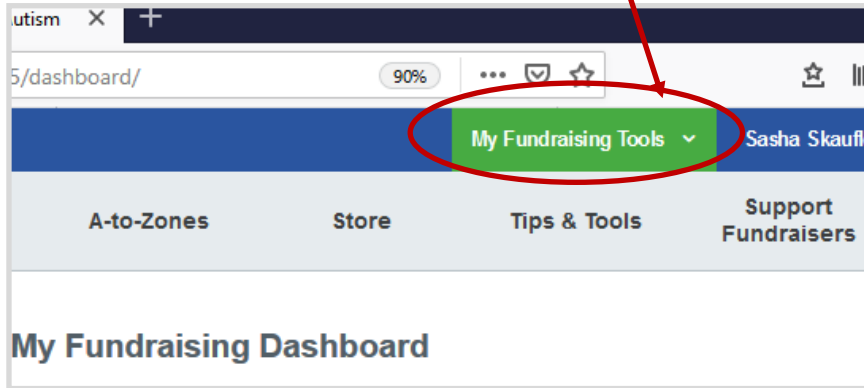 utism
5/dashboard/ 90%
My Fundraising Tools Sasha Skaufl
A-to-Zones Store Tips & Tools Support Fundraisers
My Fundraising Dashboard